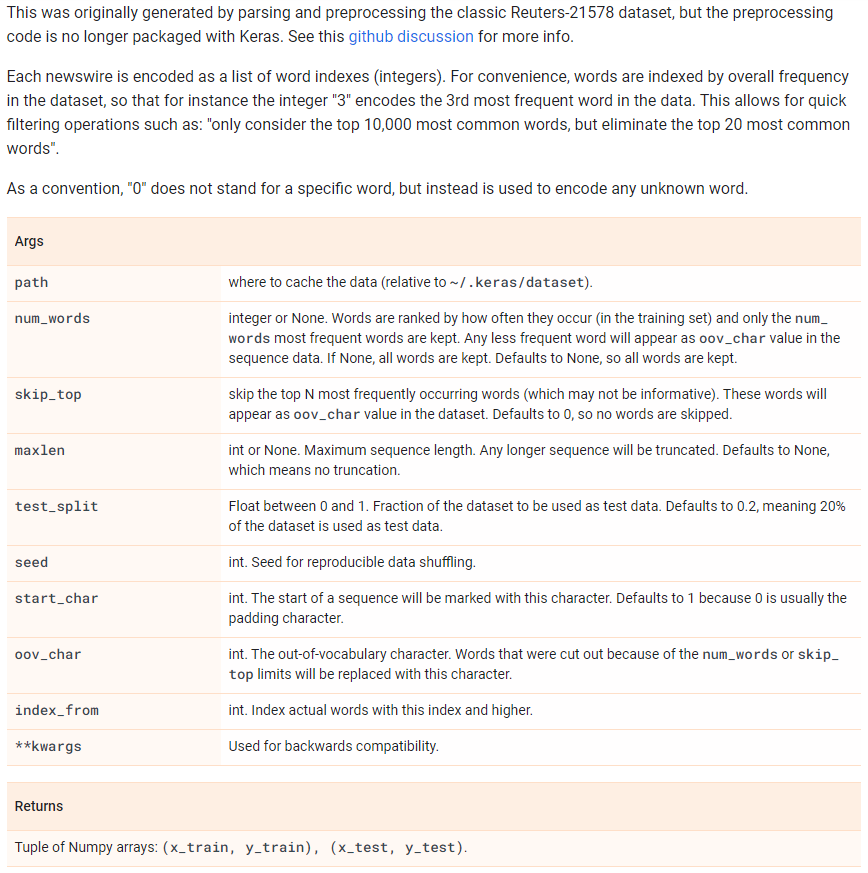 This was originally generated by parsing and preprocessing the classic Reuters-21578 dataset, but the preprocessing
code is no longer packaged with Keras. See this github discussion for more info.
Each newswire is encoded as a list of word indexes (integers). For convenience, words are indexed by overall frequency
in the dataset, so that for instance the integer "3" encodes the 3rd most frequent word in the data. This allows for quick
filtering operations such as: "only consider the top 10,000 most common words, but eliminate the top 20 most common
words".
As a convention, "0" does not stand for a specific word, but instead is used to encode any unknown word.
Args
path
where to cache the data (relative to ~/.keras/dataset).
num_words
integer or None. Words are ranked by how often they occur (in the training set) and only the num_
words most frequent words are kept. Any less frequent word will appear as oov_char value in the
sequence data. If None, all words are kept. Defaults to None, so all words are kept.
skip_top
skip the top N most frequently occurring words (which may not be informative). These words will
appear as oov_char value in the dataset. Defaults to 0, so no words are skipped.
maxlen
int or None. Maximum sequence length. Any longer sequence will be truncated. Defaults to None,
which means no truncation.
test_split
Float between 0 and 1. Fraction of the dataset to be used as test data. Defaults to 0.2, meaning 20%
of the dataset is used as test data.
seed
int. Seed for reproducible data shuffling.
start_char
int. The start of a sequence will be marked with this character. Defaults to 1 because 0 is usually the
padding character.
oov_char
int. The out-of-vocabulary character. Words that were cut out because of the num_words or skip_
top limits will be replaced with this character.
index_from
int. Index actual words with this index and higher.
**kwargs
Used for backwards compatibility.
Returns
Tuple of Numpy arrays: (x_train, y_train), (x_test, y_test).